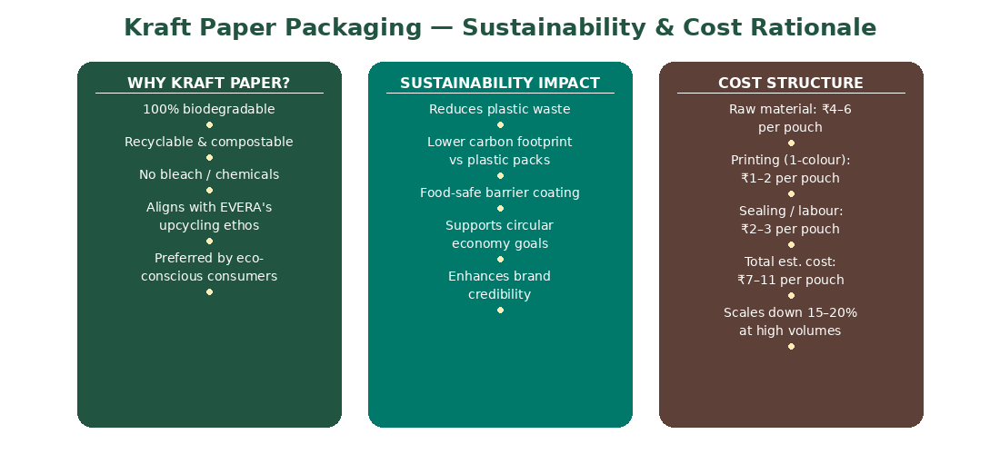 Kraft Paper Packaging — Sustainability & Cost Rationale
WHY KRAFT PAPER?
100% biodegradable
Recyclable & compostable
No bleach / chemicals
Aligns with EVERA's
upcycling ethos
Preferred by eco-
conscious consumers
SUSTAINABILITY IMPACT
Reduces plastic waste
Lower carbon footprint
vs plastic packs
Food-safe barrier coating
Supports circular
economy goals
Enhances brand
credibility
COST STRUCTURE
Raw material: ₹4–6
per pouch
Printing (1-colour):
₹1–2 per pouch
Sealing / labour:
₹2–3 per pouch
Total est. cost:
₹7–11 per pouch
Scales down 15–20%
at high volumes